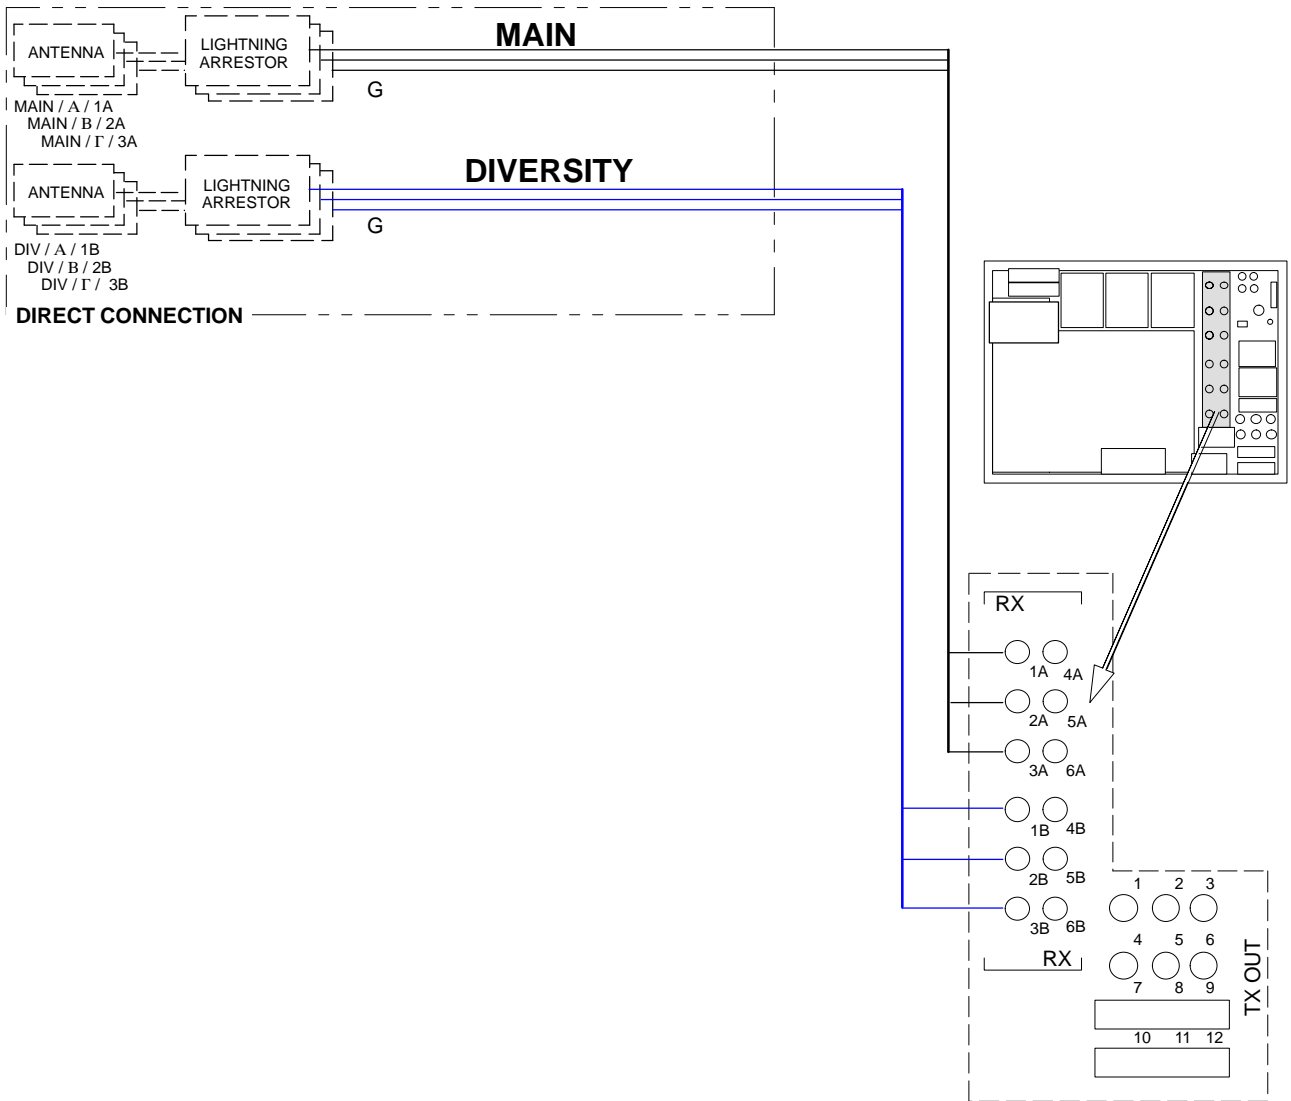 MAIN
ANTENNA
LIGHTNING
ARRESTOR
G
MAIN / Α / 1A
MAIN / Β / 2A
MAIN / Γ / 3A
DIVERSITY
ANTENNA
LIGHTNING
ARRESTOR
G
DIV / Α / 1B
DIV / Β / 2B
DIV / Γ / 3B
DIRECT CONNECTION
RX
1A 4A
2A 5A
3A 6A
1B 4B
2B 5B
3B 6B
RX
1 2 3
4 5 6
7 8 9
10 11 12
TX OUT